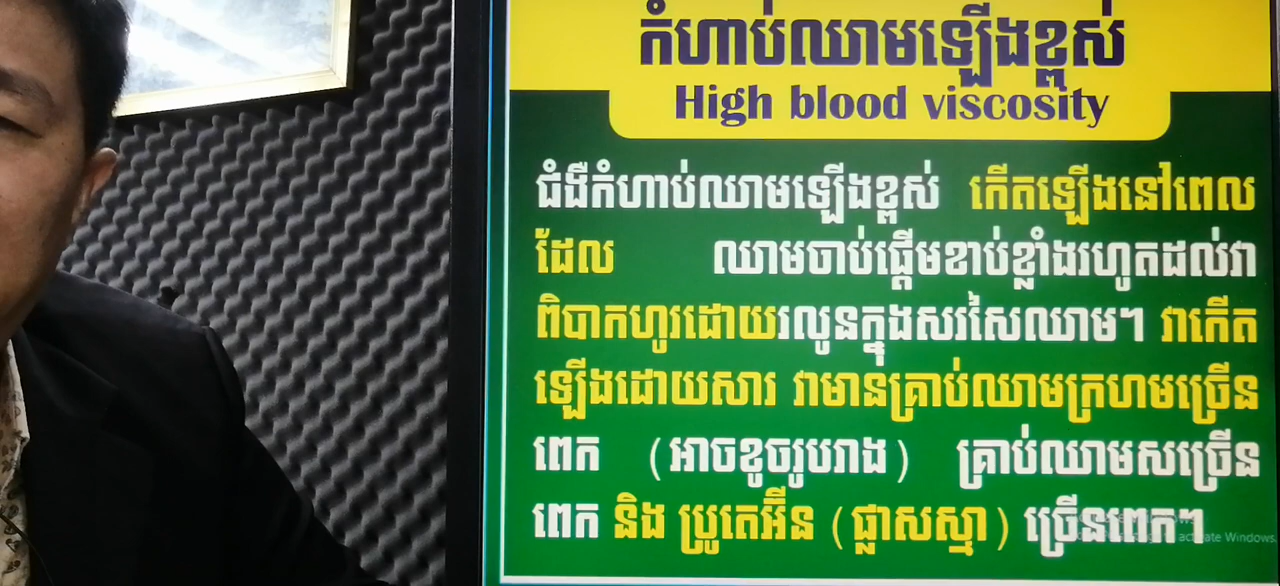 កំហាប់ឈាមឡើងខ្ពស់
High blood viscosity
ជំងឺកំហាប់ឈាមឡើងខ្ពស់ កើតឡើងនៅពេល
ដែល ឈាមចាប់ផ្តើមខាប់ខ្លាំងរហូតដល់វា
ពិបាកហូរដោយរលូនក្នុងសរសៃឈាម។ វាកើត
ឡើងដោយសារ វាមានគ្រាប់ឈាមក្រហមច្រើន
ពេក (អាចខូចរូបរាង) គ្រាប់ឈាមសច្រើន
ពេក និង ប្រូតេអ៊ីន (ផ្លាសស្មា) ច្រើនពេក។